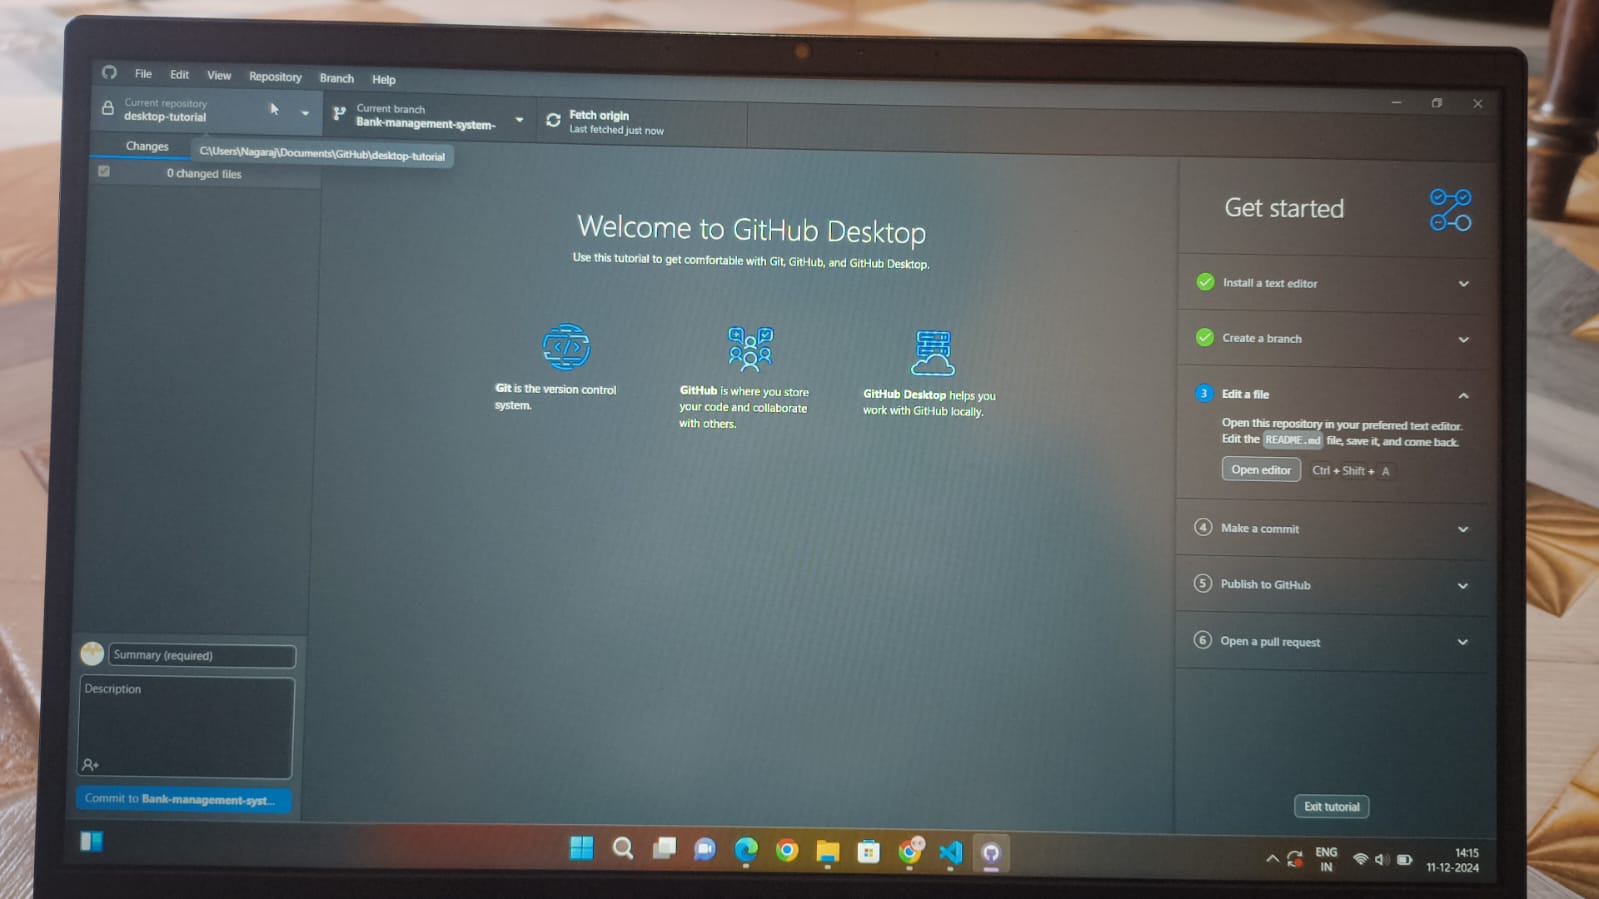 File Edit View Repository Branch Help
Current repository
desktop-tutorial
Current branch
Bank-management-system-
Fetch origin
Last fetched just now
Changes
C:\Users\Nagaraj\Documents\GitHub\desktop-tutorial
0 changed files
Welcome to GitHub Desktop
Use this tutorial to get comfortable with Git, GitHub, and GitHub Desktop.
Git is the version control
system.
GitHub is where you store
your code and collaborate
with others.
GitHub Desktop helps you
work with GitHub locally.
Get started
Install a text editor
Create a branch
3 Edit a file
Open this repository in your preferred text editor.
Edit the README.md file, save it, and come back.
Open editor Ctrl + Shift + A
4 Make a commit
5 Publish to GitHub
6 Open a pull request
Exit tutorial
Summary (required)
Description
Commit to Bank-management-syst...
ENG
IN
14:15
11-12-2024